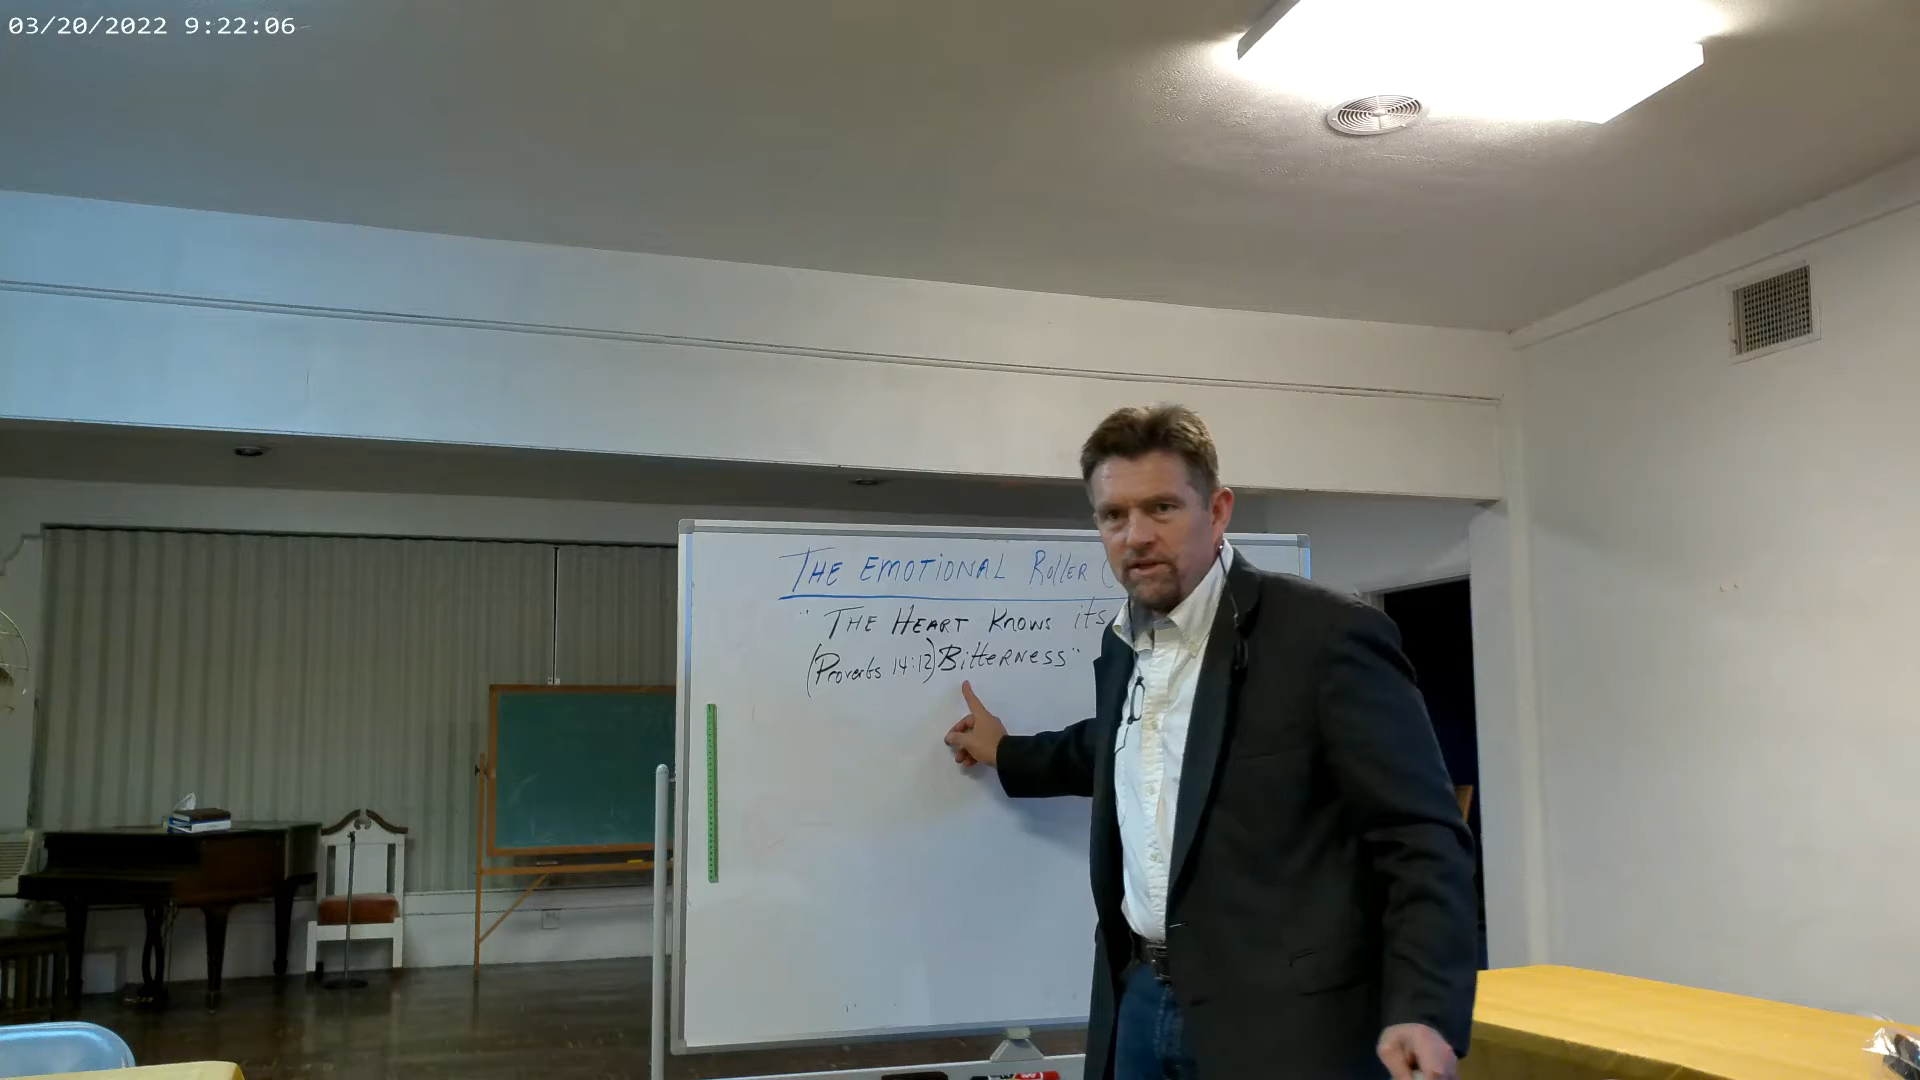 03/20/2022 9:22:06
THE EMOTIONAL ROllER C
" THE HEART KNOWS its
(Proverbs 14:12) BitterNess"